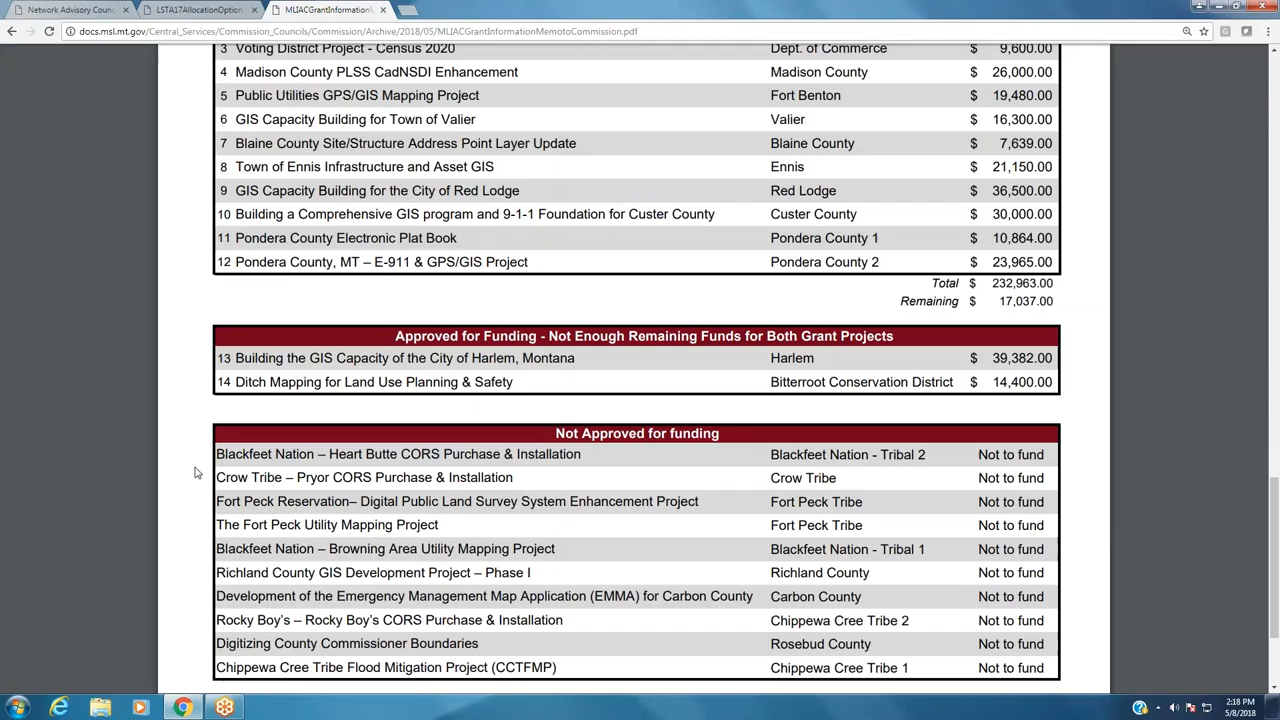 Network Advisory Counc
LSTA17AllocationOption
MLIACGrantInformationM
docs.msl.mt.gov/Central_Services/Commission_Councils/Commission/Archive/2018/05/MLIACGrantInformationMemotoCommission.pdf
3 Voting District Project - Census 2020 Dept. of Commerce $ 9,600.00
4 Madison County PLSS CadNSDI Enhancement Madison County $ 26,000.00
5 Public Utilities GPS/GIS Mapping Project Fort Benton $ 19,480.00
6 GIS Capacity Building for Town of Valier Valier $ 16,300.00
7 Blaine County Site/Structure Address Point Layer Update Blaine County $ 7,639.00
8 Town of Ennis Infrastructure and Asset GIS Ennis $ 21,150.00
9 GIS Capacity Building for the City of Red Lodge Red Lodge $ 36,500.00
10 Building a Comprehensive GIS program and 9-1-1 Foundation for Custer County Custer County $ 30,000.00
11 Pondera County Electronic Plat Book Pondera County 1 $ 10,864.00
12 Pondera County, MT – E-911 & GPS/GIS Project Pondera County 2 $ 23,965.00
Total $ 232,963.00
Remaining $ 17,037.00
Approved for Funding - Not Enough Remaining Funds for Both Grant Projects
13 Building the GIS Capacity of the City of Harlem, Montana Harlem $ 39,382.00
14 Ditch Mapping for Land Use Planning & Safety Bitterroot Conservation District $ 14,400.00
Not Approved for funding
Blackfeet Nation – Heart Butte CORS Purchase & Installation Blackfeet Nation - Tribal 2 Not to fund
Crow Tribe – Pryor CORS Purchase & Installation Crow Tribe Not to fund
Fort Peck Reservation– Digital Public Land Survey System Enhancement Project Fort Peck Tribe Not to fund
The Fort Peck Utility Mapping Project Fort Peck Tribe Not to fund
Blackfeet Nation – Browning Area Utility Mapping Project Blackfeet Nation - Tribal 1 Not to fund
Richland County GIS Development Project – Phase I Richland County Not to fund
Development of the Emergency Management Map Application (EMMA) for Carbon County Carbon County Not to fund
Rocky Boy's – Rocky Boy's CORS Purchase & Installation Chippewa Cree Tribe 2 Not to fund
Digitizing County Commissioner Boundaries Rosebud County Not to fund
Chippewa Cree Tribe Flood Mitigation Project (CCTFMP) Chippewa Cree Tribe 1 Not to fund
2:18 PM
5/8/2018